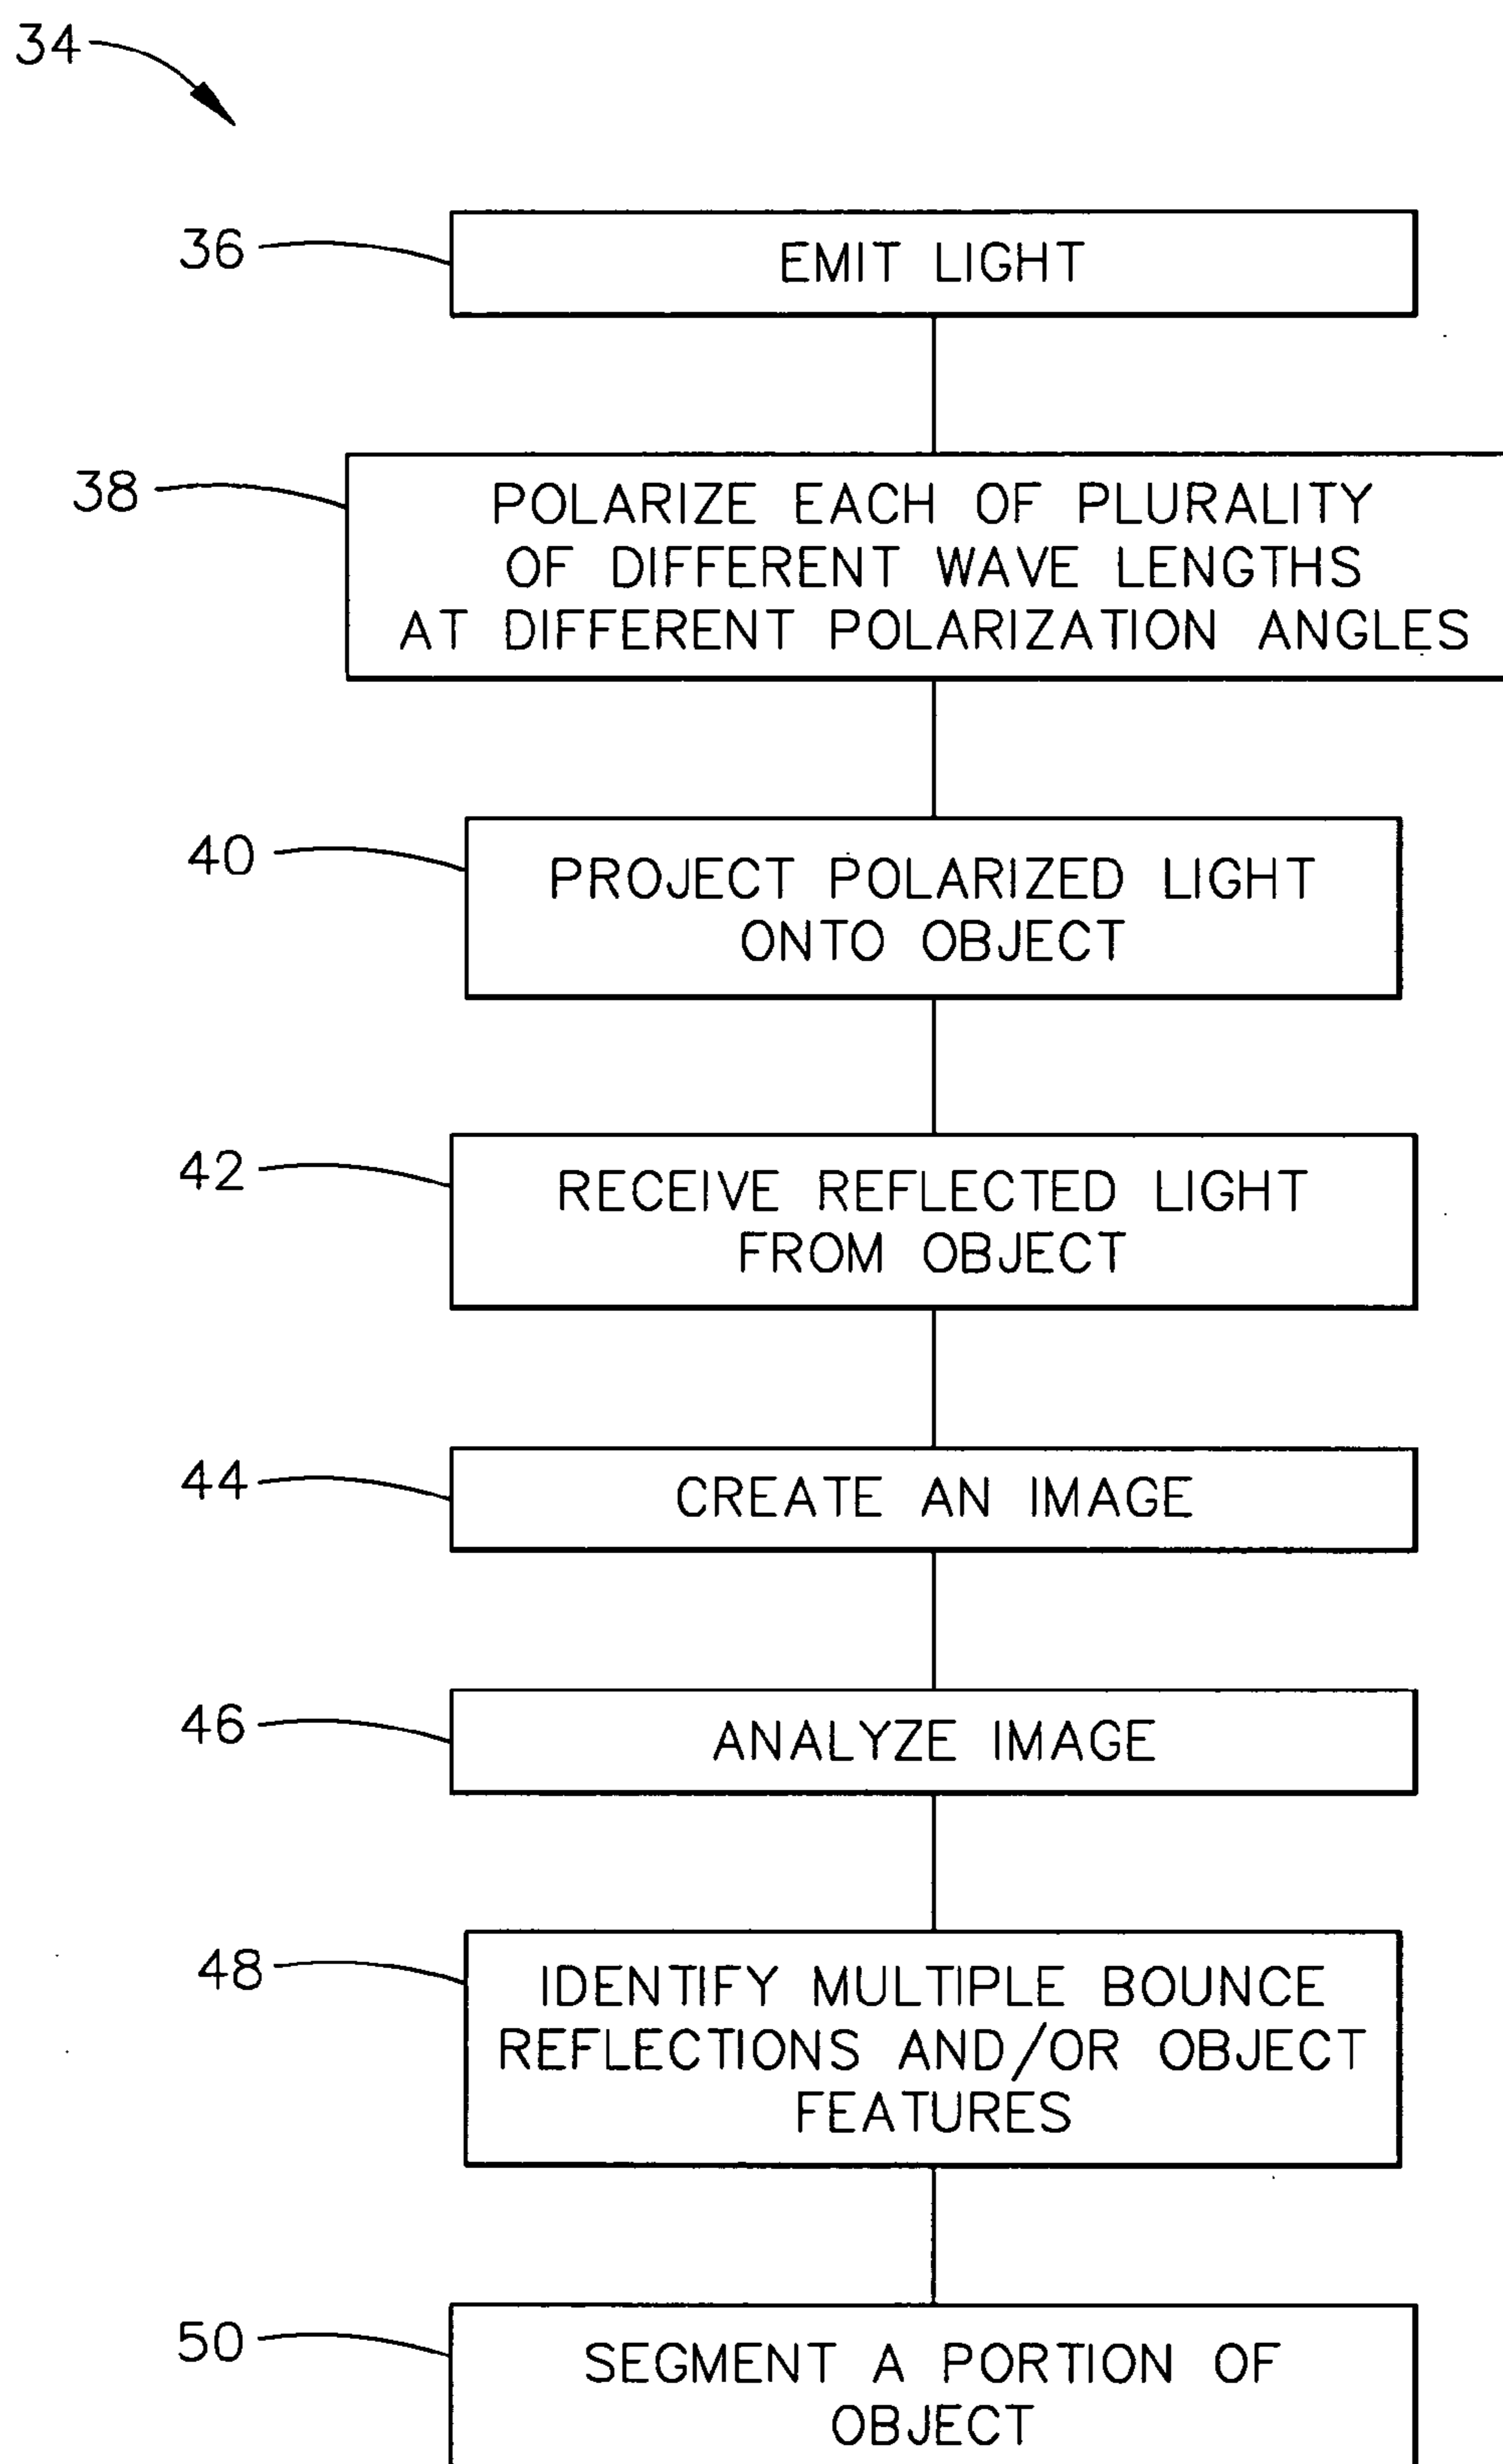 34
36
EMIT LIGHT
38
POLARIZE EACH OF PLURALITY
OF DIFFERENT WAVE LENGTHS
AT DIFFERENT POLARIZATION ANGLES
40
PROJECT POLARIZED LIGHT
ONTO OBJECT
42
RECEIVE REFLECTED LIGHT
FROM OBJECT
44
CREATE AN IMAGE
46
ANALYZE IMAGE
48
IDENTIFY MULTIPLE BOUNCE
REFLECTIONS AND/OR OBJECT
FEATURES
50
SEGMENT A PORTION OF
OBJECT